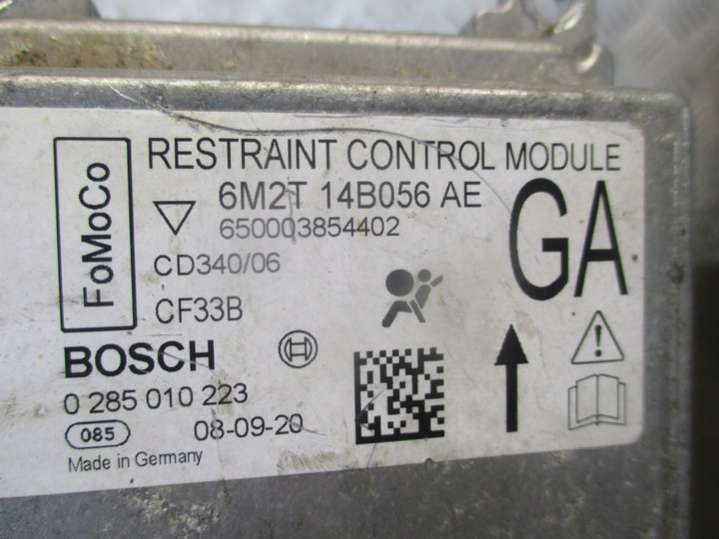 RESTRAINT CONTROL MODULE
FoMoCo
6M2T 14B056 AE
GA
650003854402
CD340/06
CF33B
BOSCH
0 285 010 223
085
08-09-20
Made in Germany